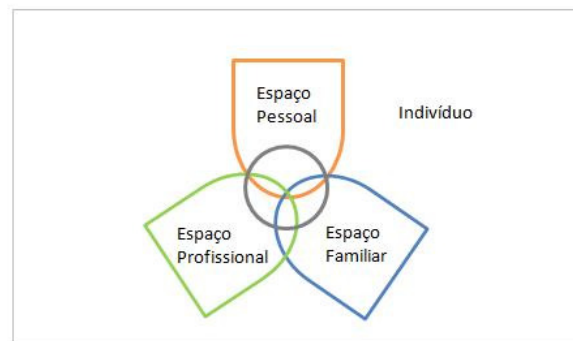 Espaço
Pessoal
Indivíduo
Espaço
Profissional
Espaço
Familiar